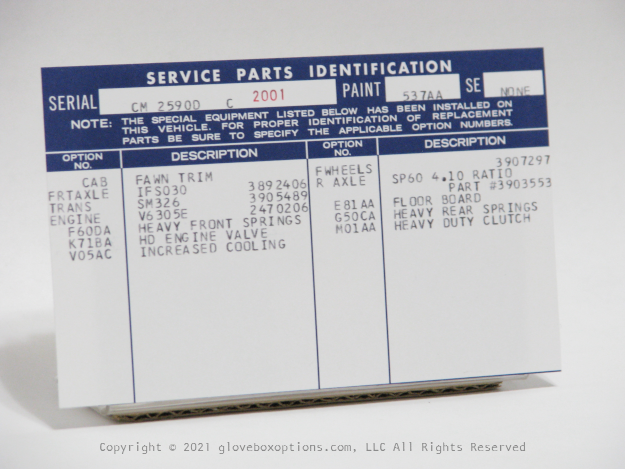 SERVICE PARTS IDENTIFICATION
SERIAL CM 2590D C 2001 PAINT 537AA SE NONE
NOTE: THE SPECIAL EQUIPMENT LISTED BELOW HAS BEEN INSTALLED ON
THIS VEHICLE. FOR PROPER IDENTIFICATION OF REPLACEMENT
PARTS BE SURE TO SPECIFY THE APPLICABLE OPTION NUMBERS.
OPTION NO. DESCRIPTION OPTION NO. DESCRIPTION
CAB FAWN TRIM
FRTAXLE IFS030 3892406
TRANS SM326 3905489
ENGINE V6305E 2470206
F60DA HEAVY FRONT SPRINGS
K71BA HD ENGINE VALVE
V05AC INCREASED COOLING
FWHEELS 3907297
R AXLE SP60 4.10 RATIO
PART #3903553
E81AA FLOOR BOARD
G50CA HEAVY REAR SPRINGS
M01AA HEAVY DUTY CLUTCH
Copyright © 2021 gloveboxoptions.com, LLC All Rights Reserved